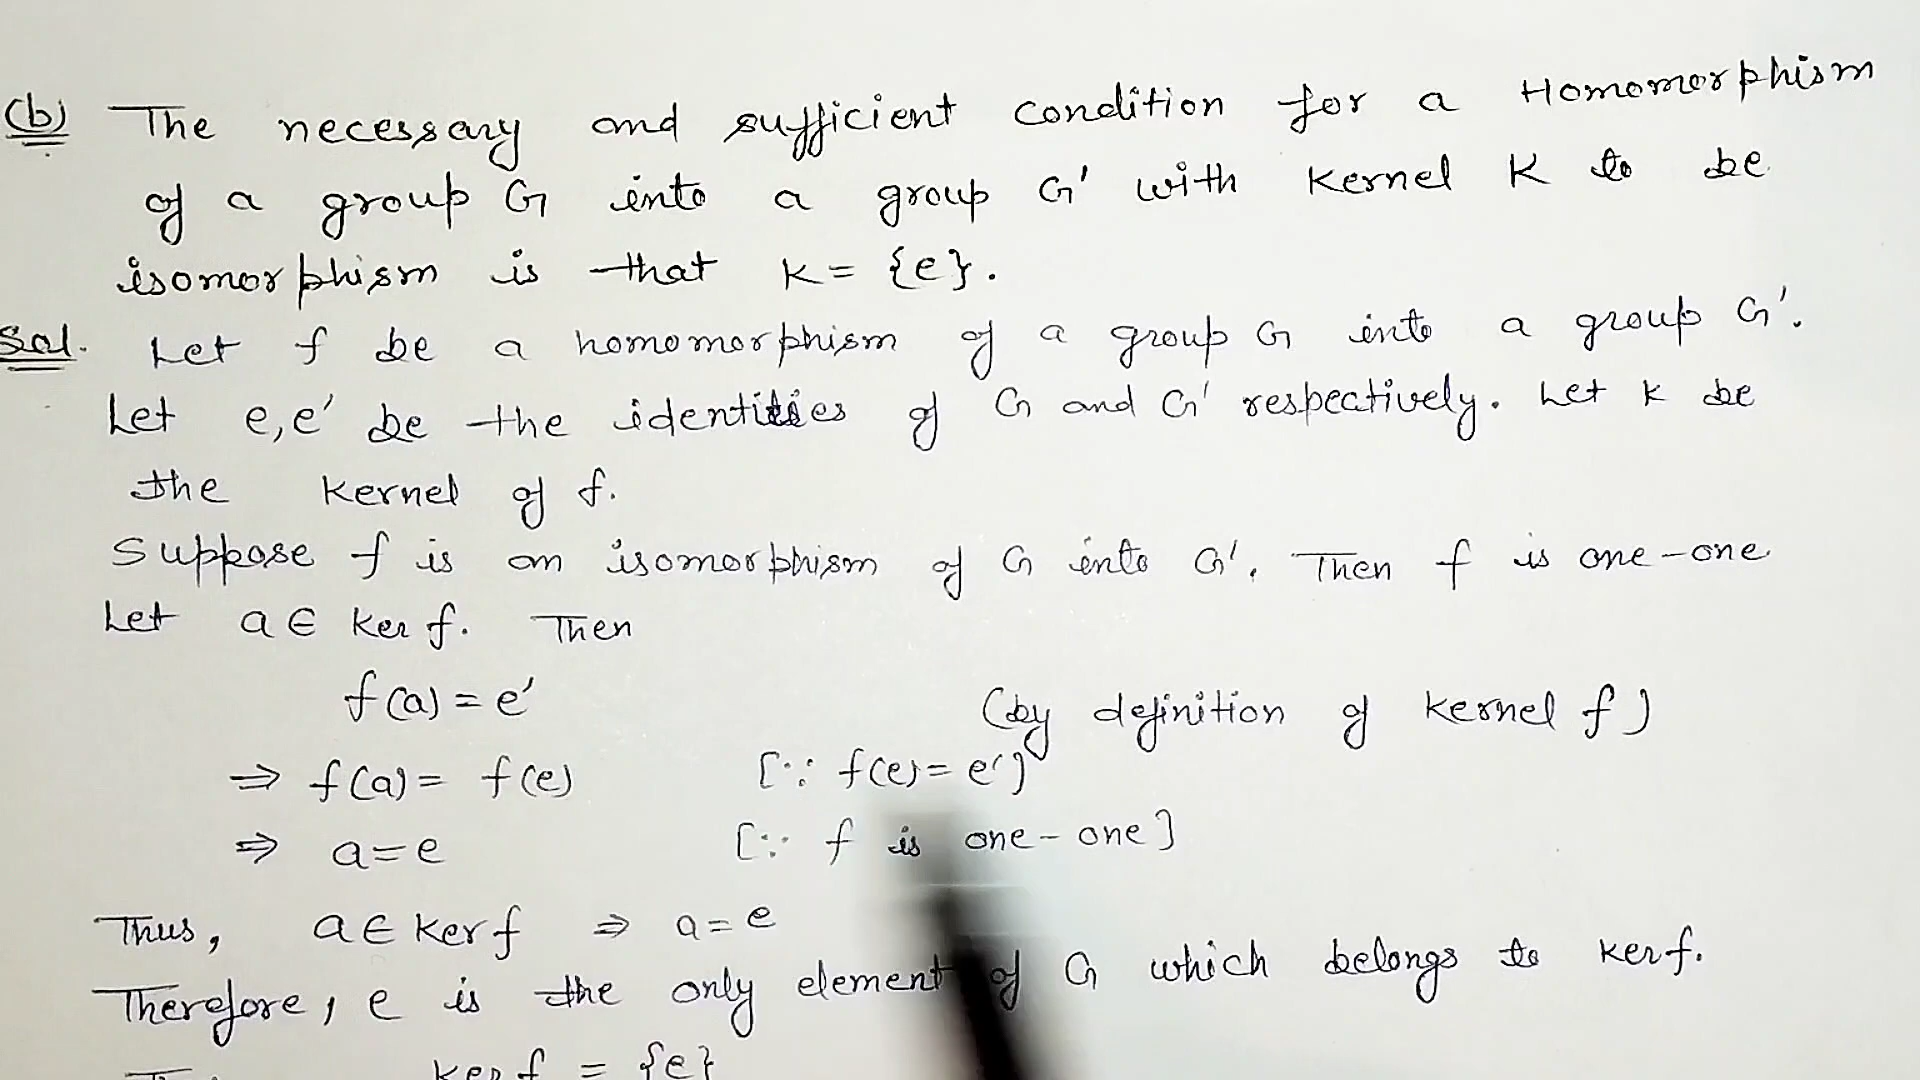 (b) The necessary and sufficient condition for a Homomorphism
of a group G into a group G' with Kernel K to be
isomorphism is that K = {e}.
Sol. Let f be a homomorphism of a group G into a group G'.
Let e, e' be the identities of G and G' respectively. Let K be
the Kernel of f.
Suppose f is an isomorphism of G into G'. Then f is one-one
Let a ∈ Ker f. Then
f(a) = e' (by definition of Kernel f)
⇒ f(a) = f(e) [∵ f(e) = e']
⇒ a = e [∵ f is one-one]
Thus, a ∈ Ker f ⇒ a = e
Therefore, e is the only element of G which belongs to ker f.
Ker f = {e}